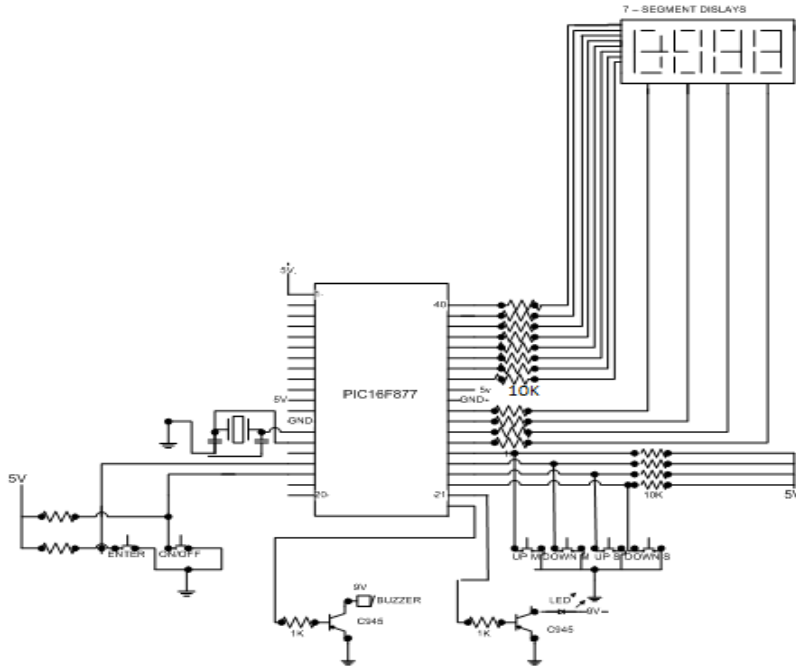 7 – SEGMENT DISLAYS
5V.
40
5v
10K
PIC16F877
5V
GND+
GND
5V
20
-21
10K
5V
ENTER
ON/OFF
UP M
DOWN M
UP S
DOWN S
9V
BUZZER
LED
9V
1K
C945
1K
C945